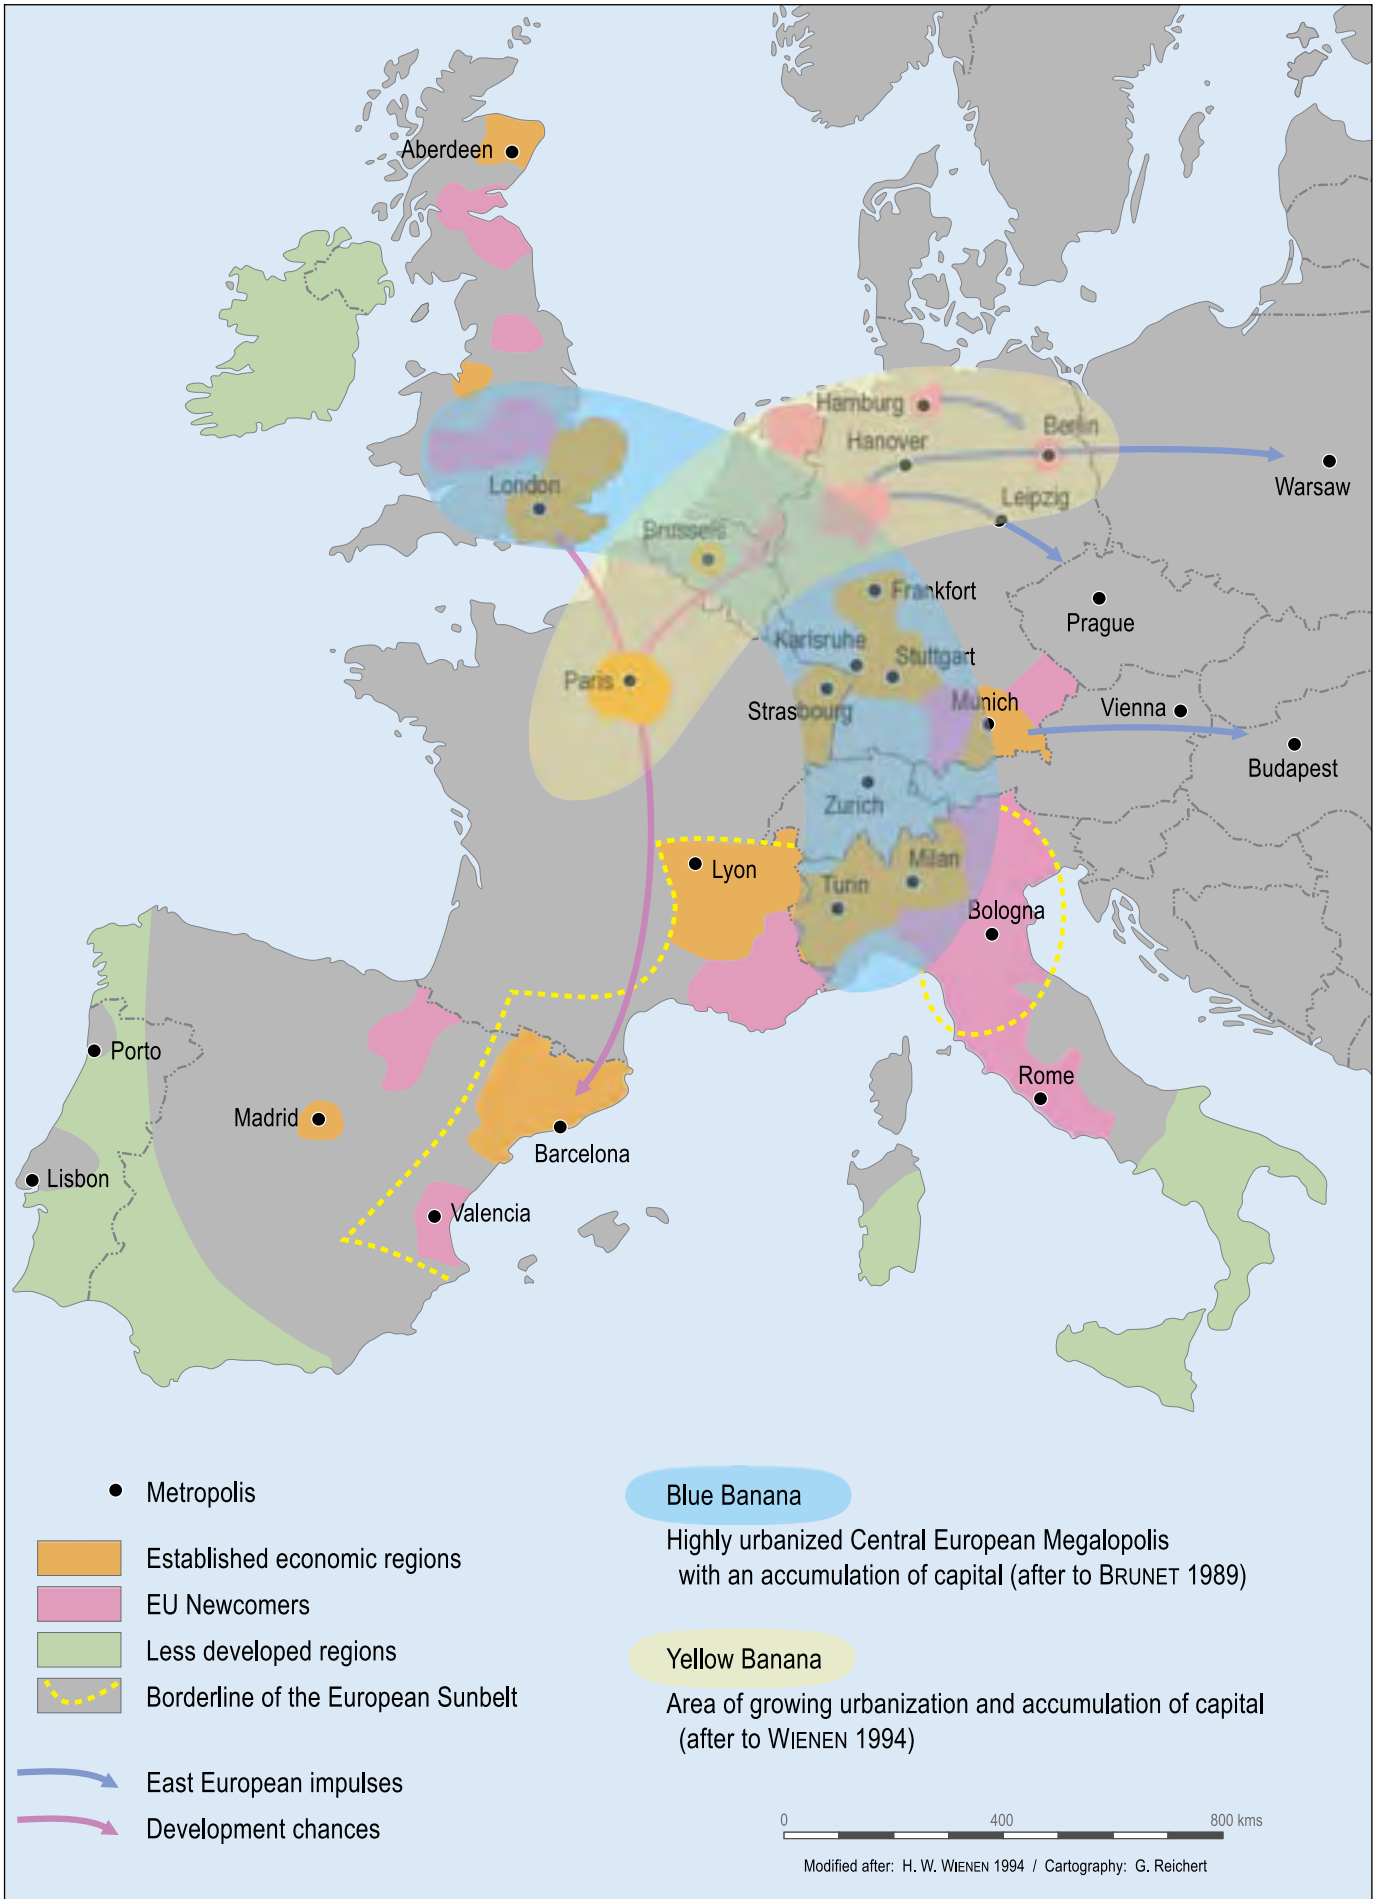 Aberdeen
Hamburg
Hanover
Berlin
Warsaw
London
Leipzig
Brussels
Frankfort
Prague
Karlsruhe
Stuttgart
Paris
Strasbourg
Munich
Vienna
Budapest
Zurich
Lyon
Milan
Turin
Bologna
Porto
Rome
Madrid
Barcelona
Lisbon
Valencia
Metropolis
Established economic regions
EU Newcomers
Less developed regions
Borderline of the European Sunbelt
East European impulses
Development chances
Blue Banana
Highly urbanized Central European Megalopolis
with an accumulation of capital (after to BRUNET 1989)
Yellow Banana
Area of growing urbanization and accumulation of capital
(after to WIENEN 1994)
0 400 800 kms
Modified after: H. W. WIENEN 1994 / Cartography: G. Reichert